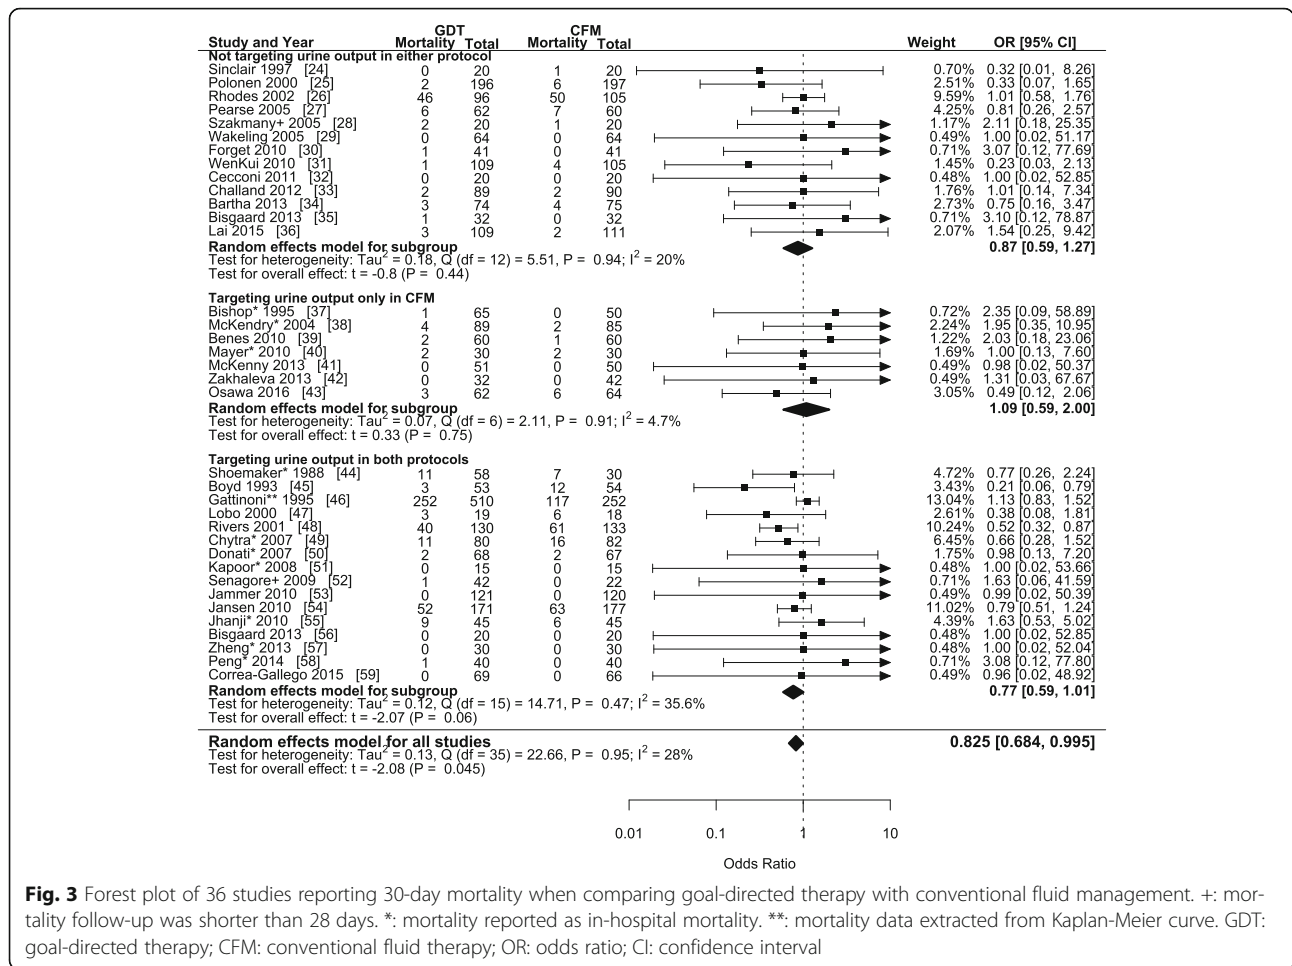 GDT CFM
Study and Year Mortality Total Mortality Total Weight OR [95% CI]
Not targeting urine output in either protocol
Sinclair 1997 [24] 0 20 1 20 0.70% 0.32 [0.01, 8.26]
Polonen 2000 [25] 2 196 6 197 2.51% 0.33 [0.07, 1.65]
Rhodes 2002 [26] 46 96 50 105 9.59% 1.01 [0.58, 1.76]
Pearse 2005 [27] 6 62 7 60 4.25% 0.81 [0.26, 2.57]
Szakmany+ 2005 [28] 2 20 1 20 1.17% 2.11 [0.18, 25.35]
Wakeling 2005 [29] 0 64 0 64 0.49% 1.00 [0.02, 51.17]
Forget 2010 [30] 1 41 0 41 0.71% 3.07 [0.12, 77.69]
WenKui 2010 [31] 1 109 4 105 1.45% 0.23 [0.03, 2.13]
Cecconi 2011 [32] 0 20 0 20 0.48% 1.00 [0.02, 52.85]
Challand 2012 [33] 2 89 2 90 1.76% 1.01 [0.14, 7.34]
Bartha 2013 [34] 3 74 4 75 2.73% 0.75 [0.16, 3.47]
Bisgaard 2013 [35] 1 32 0 32 0.71% 3.10 [0.12, 78.87]
Lai 2015 [36] 3 109 2 111 2.07% 1.54 [0.25, 9.42]
Random effects model for subgroup 0.87 [0.59, 1.27]
Test for heterogeneity: Tau² = 0.18, Q (df = 12) = 5.51, P = 0.94; I² = 20%
Test for overall effect: t = -0.8 (P = 0.44)
Targeting urine output only in CFM
Bishop* 1995 [37] 1 65 0 50 0.72% 2.35 [0.09, 58.89]
McKendry* 2004 [38] 4 89 2 85 2.24% 1.95 [0.35, 10.95]
Benes 2010 [39] 2 60 1 60 1.22% 2.03 [0.18, 23.06]
Mayer* 2010 [40] 2 30 2 30 1.69% 1.00 [0.13, 7.60]
McKenny 2013 [41] 0 51 0 50 0.49% 0.98 [0.02, 50.37]
Zakhaleva 2013 [42] 0 32 0 42 0.49% 1.31 [0.03, 67.67]
Osawa 2016 [43] 3 62 6 64 3.05% 0.49 [0.12, 2.06]
Random effects model for subgroup 1.09 [0.59, 2.00]
Test for heterogeneity: Tau² = 0.07, Q (df = 6) = 2.11, P = 0.91; I² = 4.7%
Test for overall effect: t = 0.33 (P = 0.75)
Targeting urine output in both protocols
Shoemaker* 1988 [44] 11 58 7 30 4.72% 0.77 [0.26, 2.24]
Boyd 1993 [45] 3 53 12 54 3.43% 0.21 [0.06, 0.79]
Gattinoni** 1995 [46] 252 510 117 252 13.04% 1.13 [0.83, 1.52]
Lobo 2000 [47] 3 19 6 18 2.61% 0.38 [0.08, 1.81]
Rivers 2001 [48] 40 130 61 133 10.24% 0.52 [0.32, 0.87]
Chytra* 2007 [49] 11 80 16 82 6.45% 0.66 [0.28, 1.52]
Donati* 2007 [50] 2 68 2 67 1.75% 0.98 [0.13, 7.20]
Kapoor* 2008 [51] 0 15 0 15 0.48% 1.00 [0.02, 53.66]
Senagore+ 2009 [52] 1 42 0 22 0.71% 1.63 [0.06, 41.59]
Jammer 2010 [53] 0 121 0 120 0.49% 0.99 [0.02, 50.39]
Jansen 2010 [54] 52 171 63 177 11.02% 0.79 [0.51, 1.24]
Jhanji* 2010 [55] 9 45 6 45 4.39% 1.63 [0.53, 5.02]
Bisgaard 2013 [56] 0 20 0 20 0.48% 1.00 [0.02, 52.85]
Zheng* 2013 [57] 0 30 0 30 0.48% 1.00 [0.02, 52.04]
Peng* 2014 [58] 1 40 0 40 0.71% 3.08 [0.12, 77.80]
Correa-Gallego 2015 [59] 0 69 0 66 0.49% 0.96 [0.02, 48.92]
Random effects model for subgroup 0.77 [0.59, 1.01]
Test for heterogeneity: Tau² = 0.12, Q (df = 15) = 14.71, P = 0.47; I² = 35.6%
Test for overall effect: t = -2.07 (P = 0.06)
Random effects model for all studies 0.825 [0.684, 0.995]
Test for heterogeneity: Tau² = 0.13, Q (df = 35) = 22.66, P = 0.95; I² = 28%
Test for overall effect: t = -2.08 (P = 0.045)
0.01 0.1 1 10
Odds Ratio
Fig. 3 Forest plot of 36 studies reporting 30-day mortality when comparing goal-directed therapy with conventional fluid management. +: mor-
tality follow-up was shorter than 28 days. *: mortality reported as in-hospital mortality. **: mortality data extracted from Kaplan-Meier curve. GDT:
goal-directed therapy; CFM: conventional fluid therapy; OR: odds ratio; CI: confidence interval